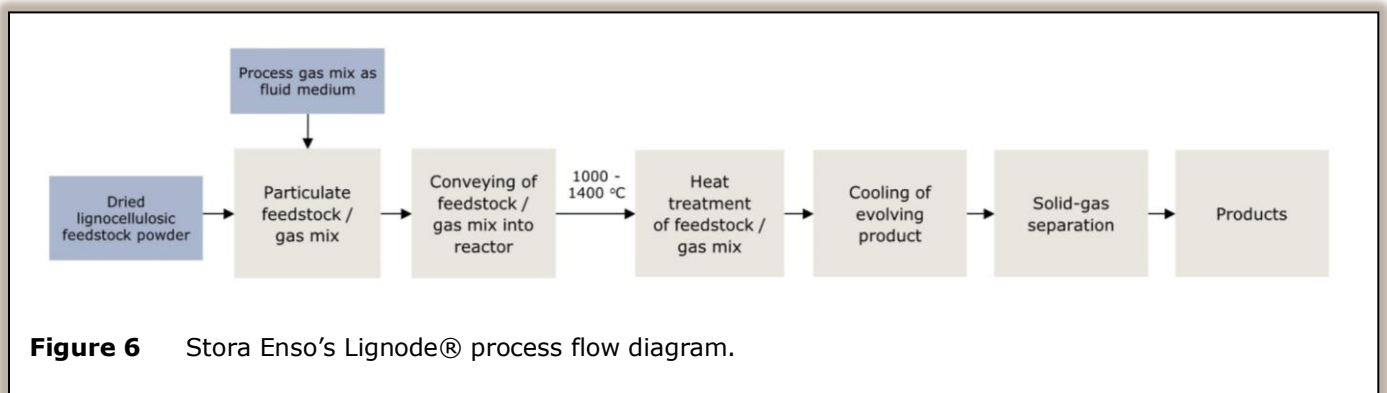 Process gas mix as
fluid medium
Dried
lignocellulosic
feedstock powder
Particulate
feedstock /
gas mix
Conveying of
feedstock /
gas mix into
reactor
1000 -
1400 °C
Heat
treatment
of feedstock /
gas mix
Cooling of
evolving
product
Solid-gas
separation
Products
Figure 6 Stora Enso's Lignode® process flow diagram.